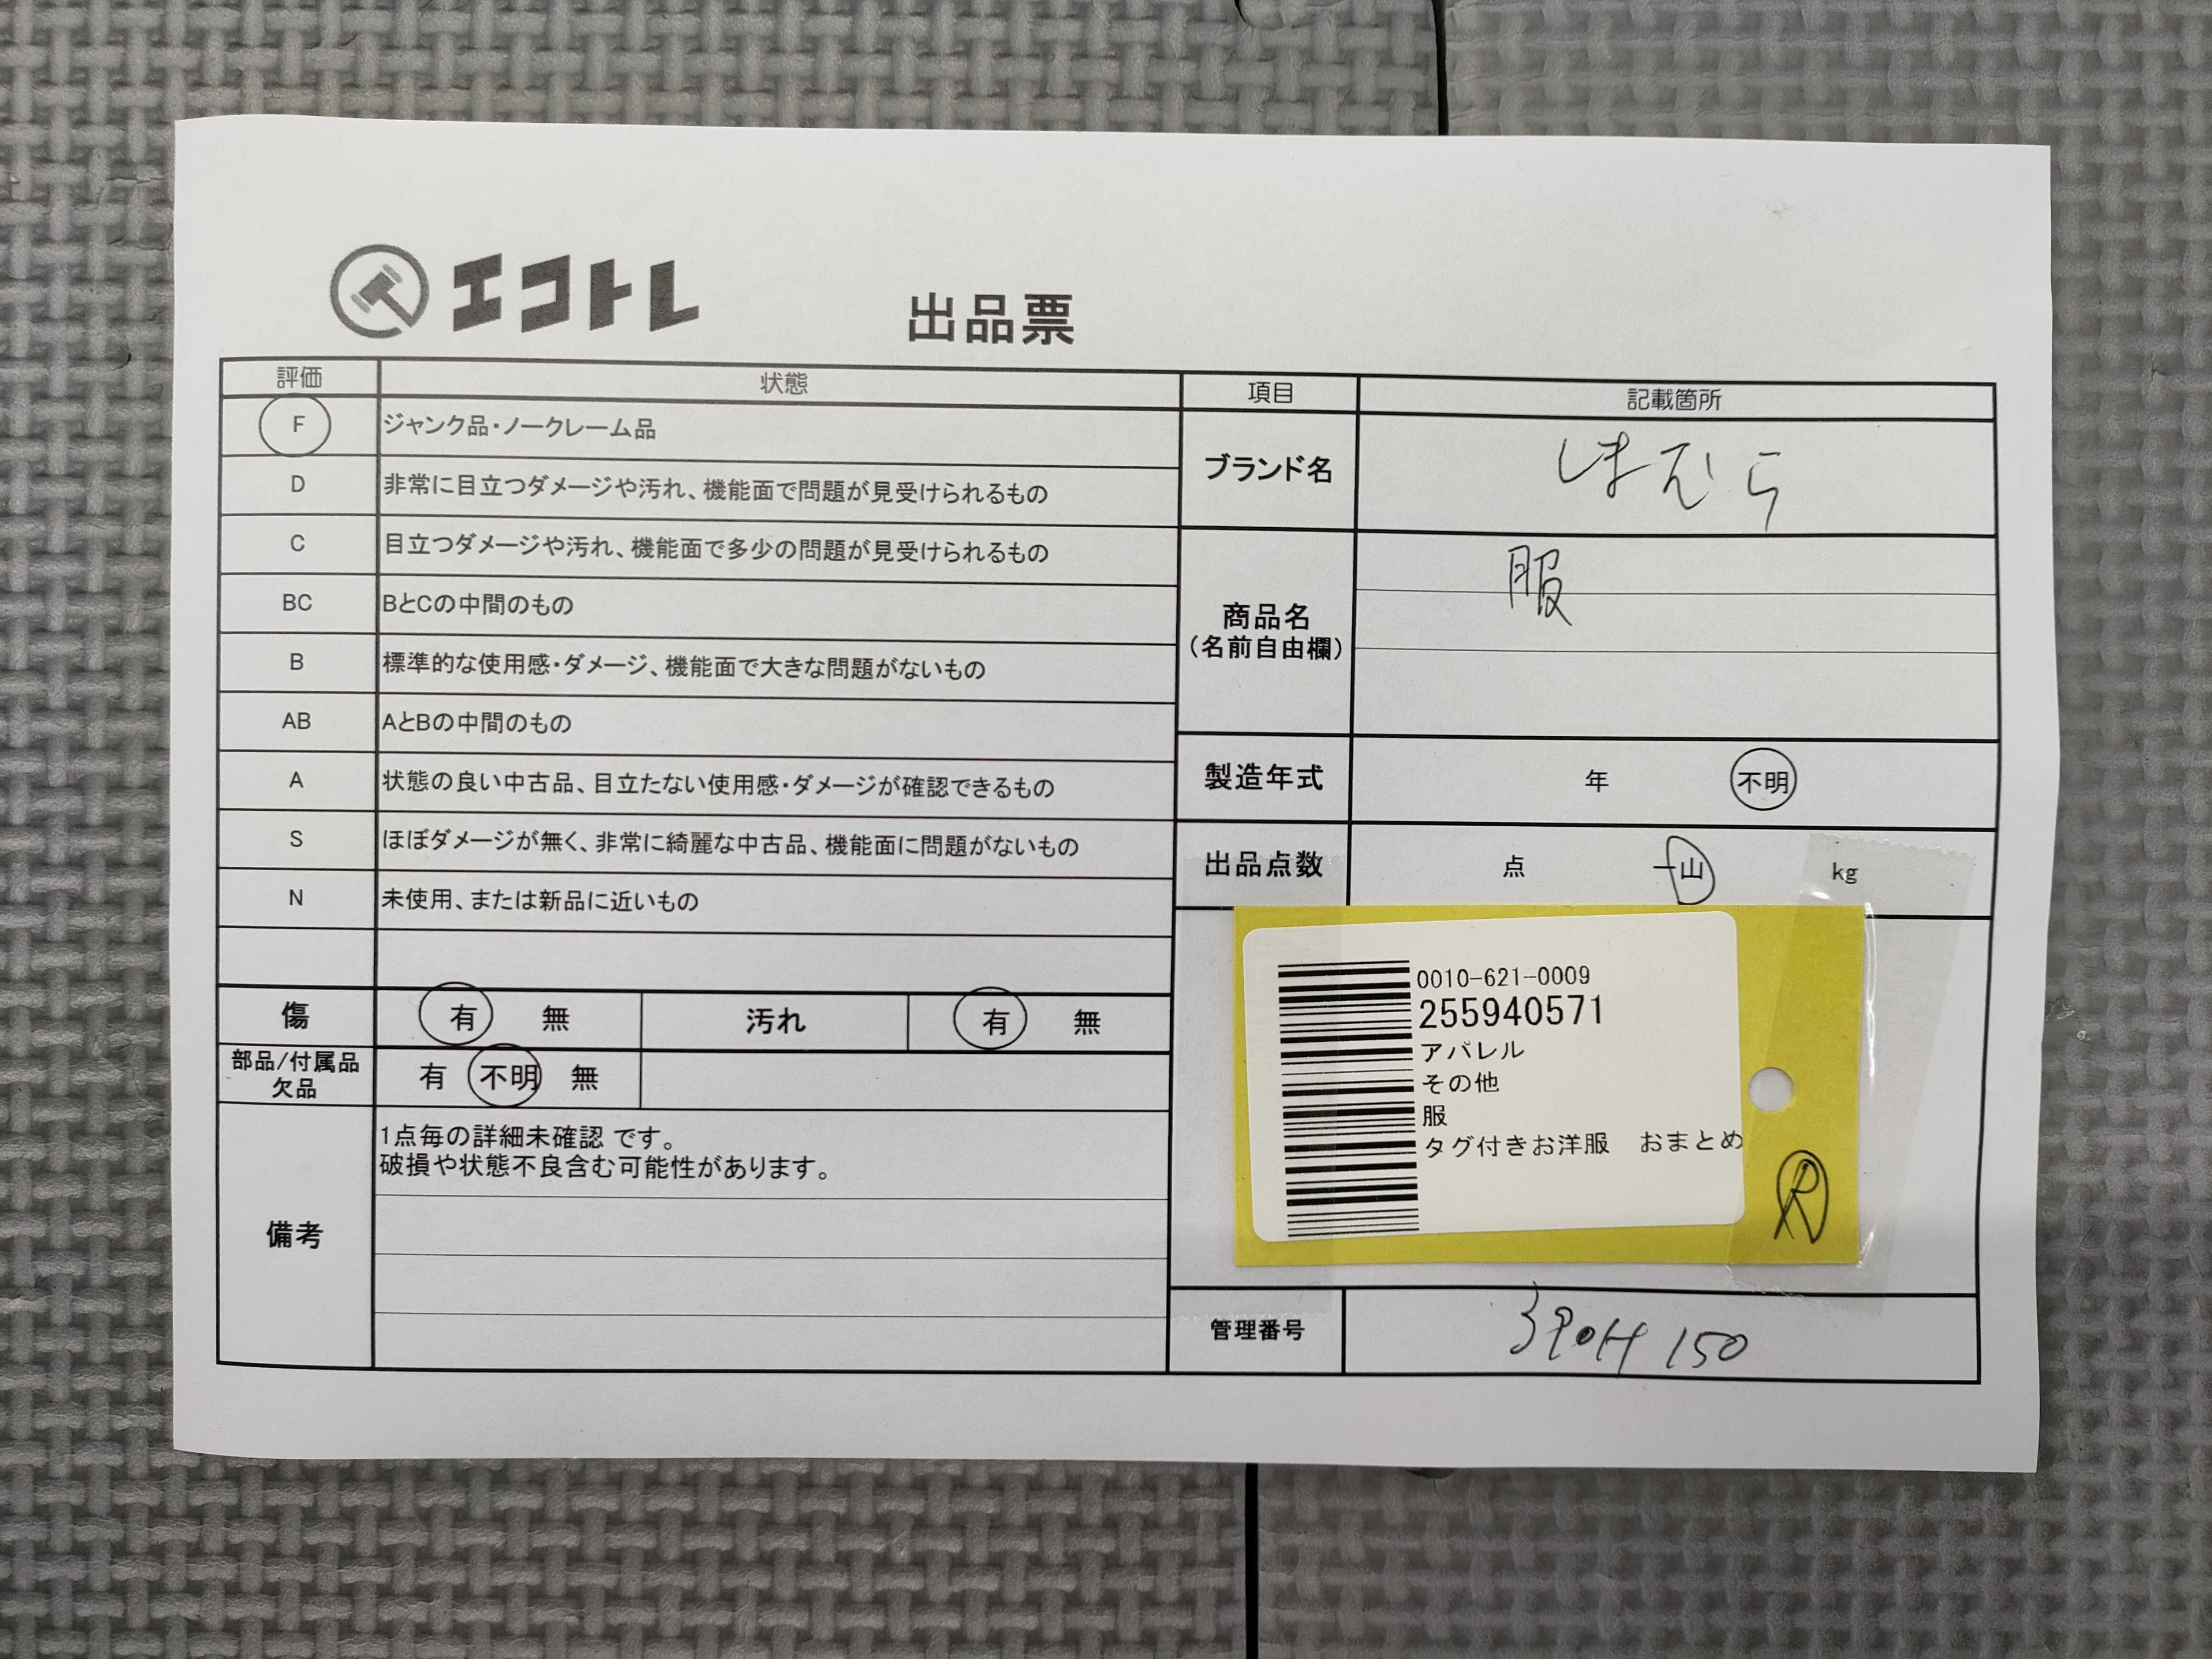 エコトレ
出品票
評価 状態
F ジャンク品・ノークレーム品
D 非常に目立つダメージや汚れ、機能面で問題が見受けられるもの
C 目立つダメージや汚れ、機能面で多少の問題が見受けられるもの
BC BとCの中間のもの
B 標準的な使用感・ダメージ、機能面で大きな問題がないもの
AB AとBの中間のもの
A 状態の良い中古品、目立たない使用感・ダメージが確認できるもの
S ほぼダメージが無く、非常に綺麗な中古品、機能面に問題がないもの
N 未使用、または新品に近いもの
傷 有 無 汚れ 有 無
部品/付属品
欠品
有 不明 無
備考
1点毎の詳細未確認 です。
破損や状態不良含む可能性があります。
項目 記載箇所
ブランド名 しまむら
商品名
(名前自由欄)
服
製造年式 年 不明
出品点数 点 一山 kg
0010-621-0009
255940571
アパレル
その他
服
タグ付きお洋服 おまとめ
R
管理番号 150